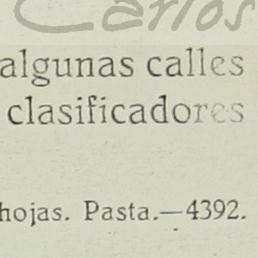 Carlos
algunas calles
clasificadores
hojas. Pasta.—4392.